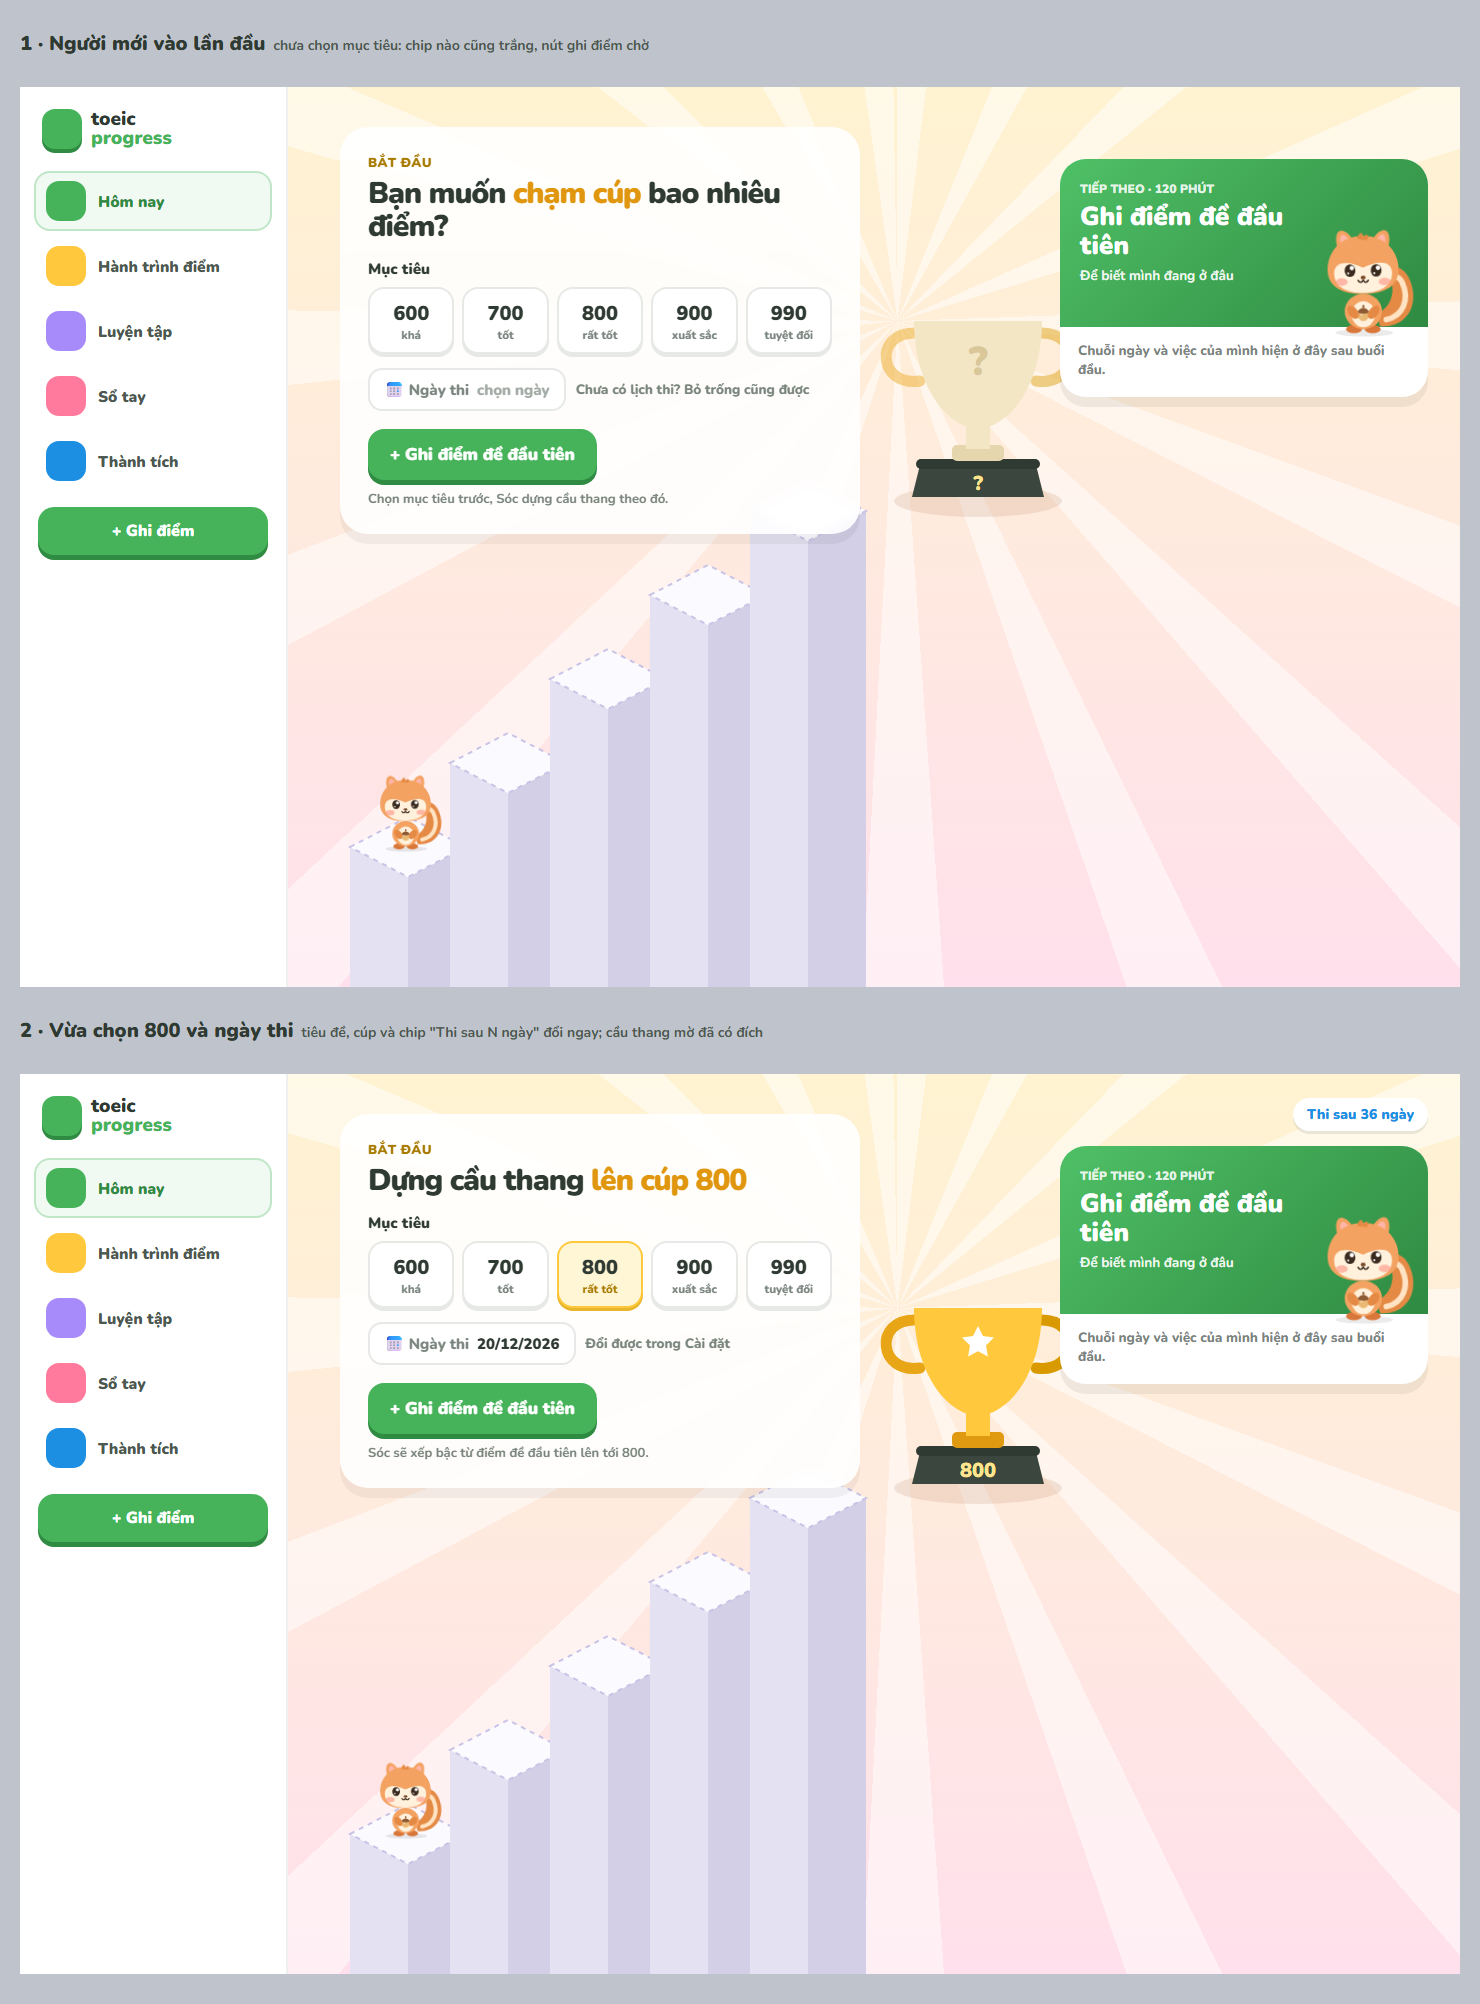 1 · Người mới vào lần đầu chưa chọn mục tiêu: chip nào cũng trắng, nút ghi điểm chờ
toeic
progress
Hôm nay
Hành trình điểm
Luyện tập
Sổ tay
Thành tích
+ Ghi điểm
BẮT ĐẦU
Bạn muốn chạm cúp bao nhiêu
điểm?
Mục tiêu
600 700 800 900 990
khá tốt rất tốt xuất sắc tuyệt đối
Ngày thi chọn ngày Chưa có lịch thi? Bỏ trống cũng được
+ Ghi điểm đề đầu tiên
Chọn mục tiêu trước, Sóc dựng cầu thang theo đó.
?
?
TIẾP THEO · 120 PHÚT
Ghi điểm đề đầu
tiên
Để biết mình đang ở đâu
Chuỗi ngày và việc của mình hiện ở đây sau buổi
đầu.
2 · Vừa chọn 800 và ngày thi tiêu đề, cúp và chip "Thi sau N ngày" đổi ngay; cầu thang mờ đã có đích
toeic
progress
Hôm nay
Hành trình điểm
Luyện tập
Sổ tay
Thành tích
+ Ghi điểm
BẮT ĐẦU
Dựng cầu thang lên cúp 800
Mục tiêu
600 700 800 900 990
khá tốt rất tốt xuất sắc tuyệt đối
Ngày thi 20/12/2026 Đổi được trong Cài đặt
+ Ghi điểm đề đầu tiên
Sóc sẽ xếp bậc từ điểm đề đầu tiên lên tới 800.
800
Thi sau 36 ngày
TIẾP THEO · 120 PHÚT
Ghi điểm đề đầu
tiên
Để biết mình đang ở đâu
Chuỗi ngày và việc của mình hiện ở đây sau buổi
đầu.